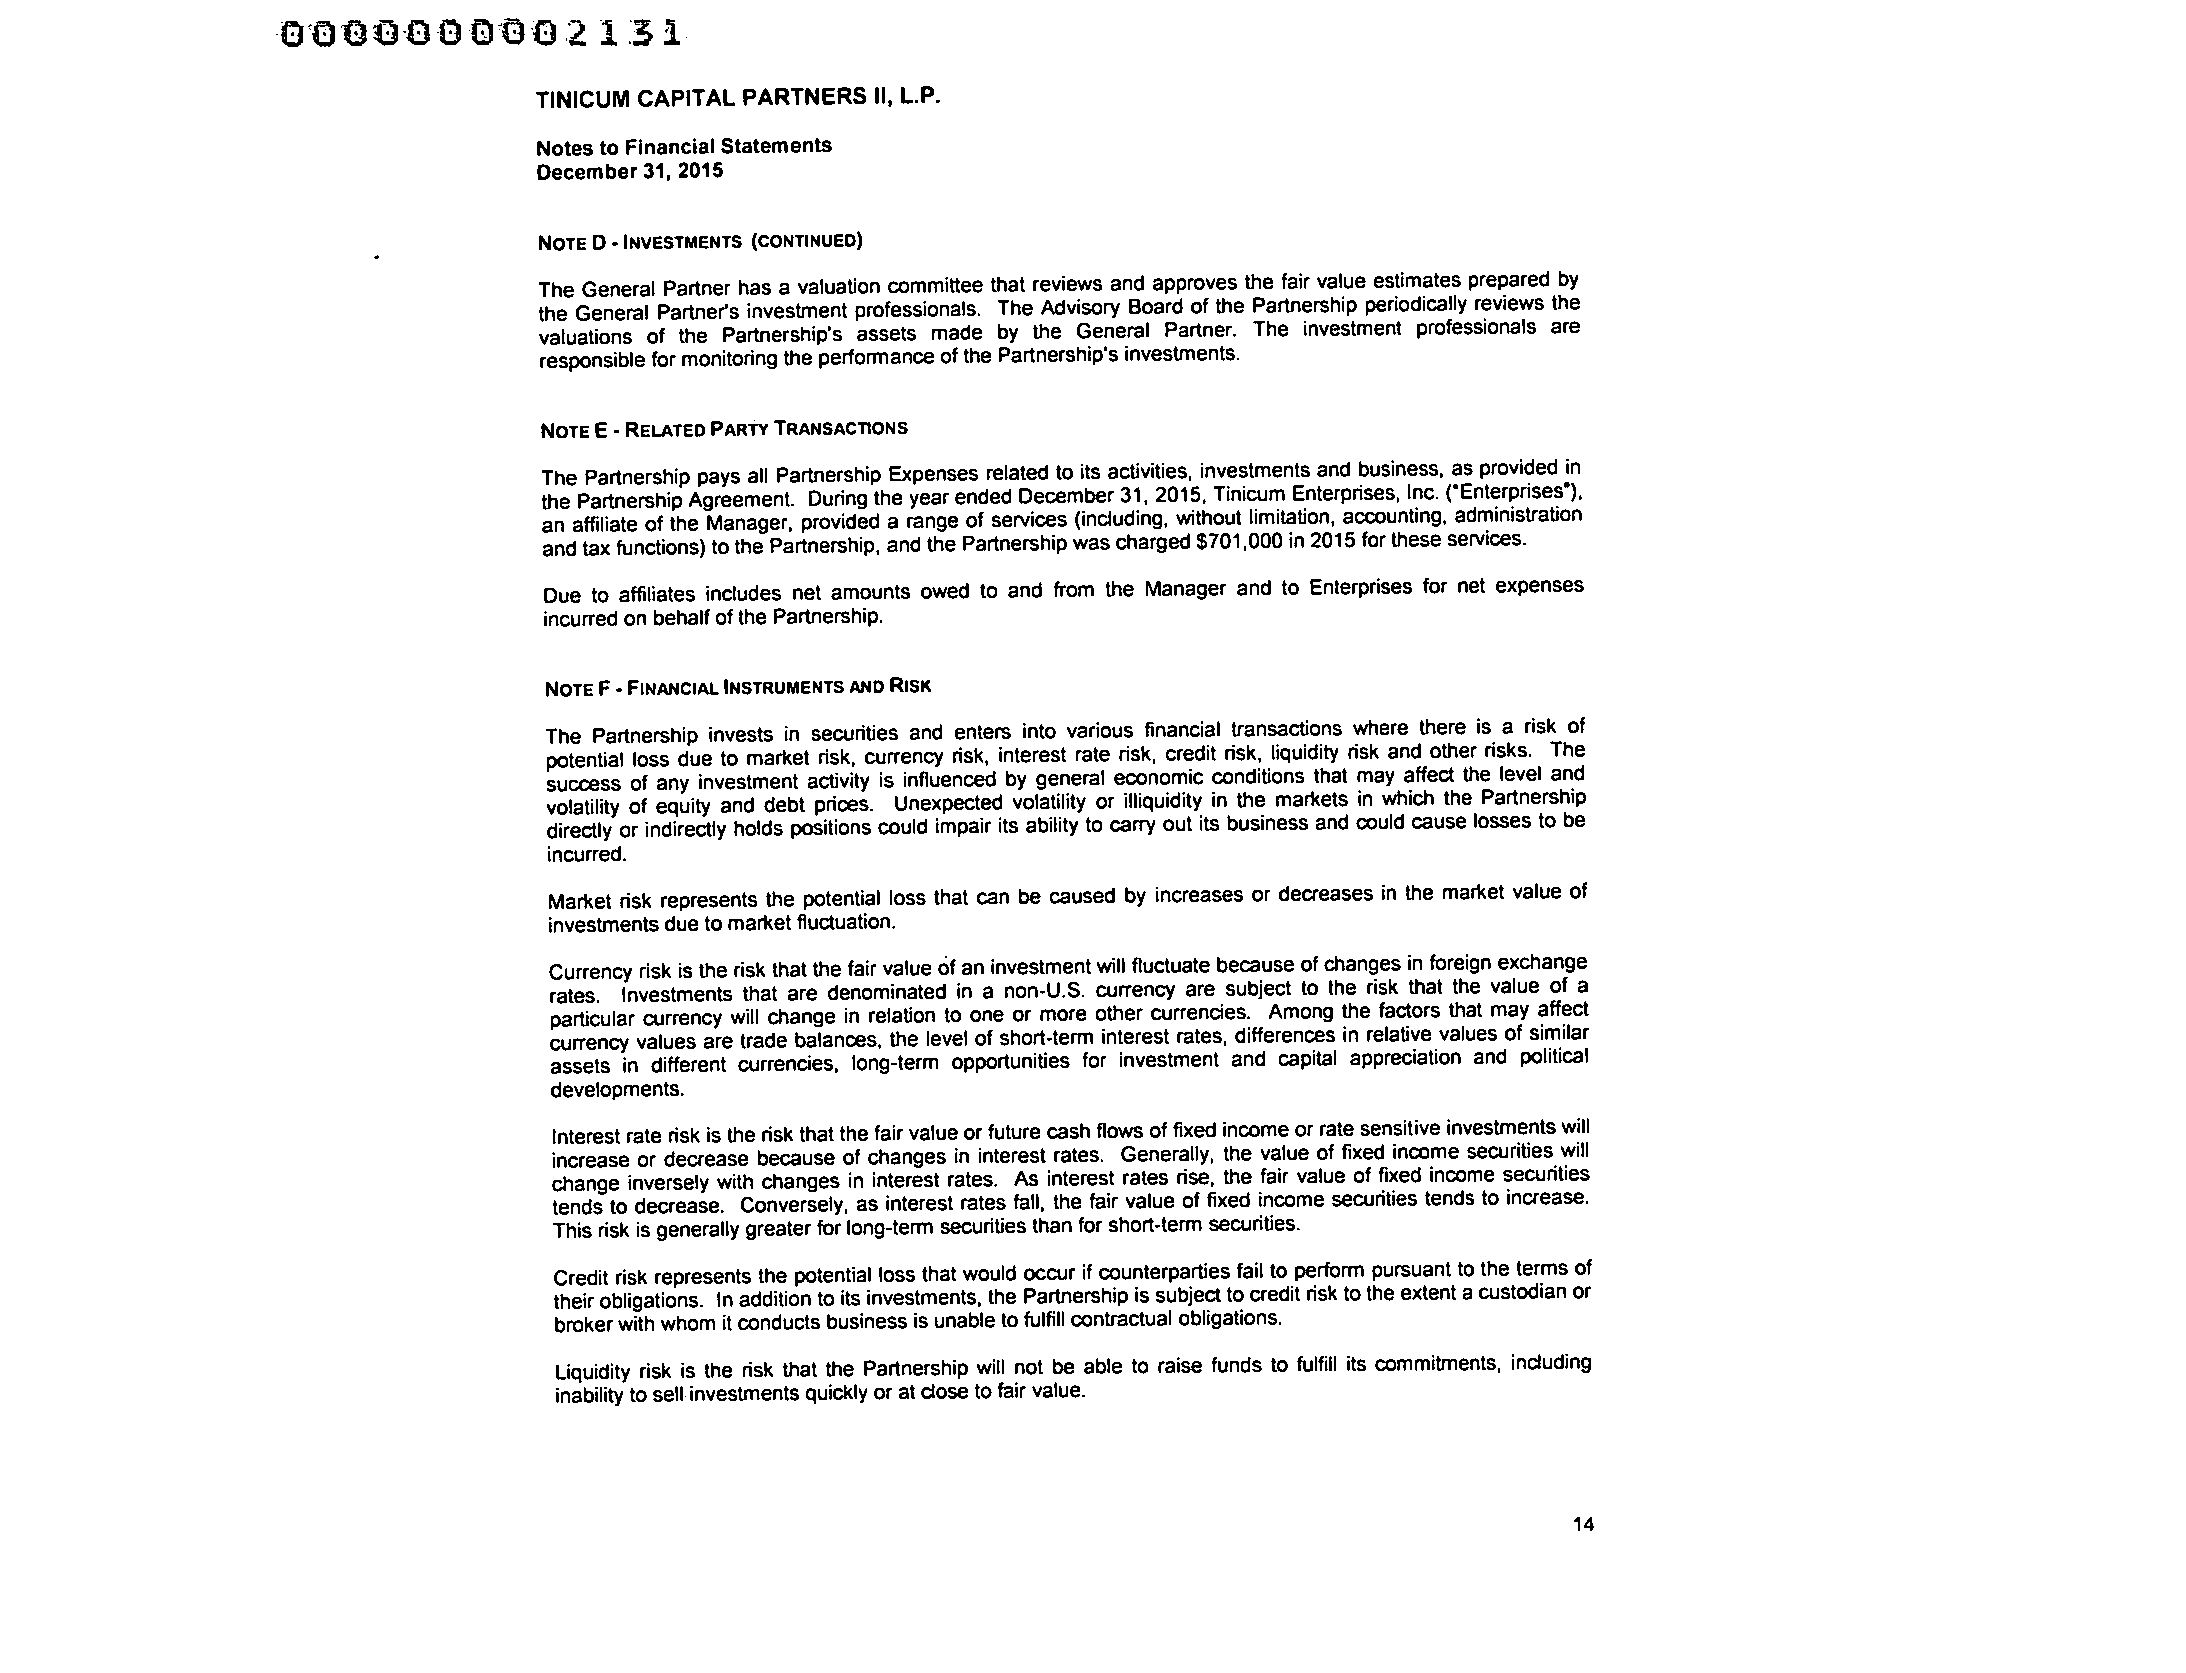 0000000002131
TINICUM CAPITAL PARTNERS II, L.P.
Notes to Financial Statements
December 31, 2015
NOTE D - INVESTMENTS (CONTINUED)
The General Partner has a valuation committee that reviews and approves the fair value estimates prepared by
the General Partner's investment professionals. The Advisory Board of the Partnership periodically reviews the
valuations of the Partnership's assets made by the General Partner. The investment professionals are
responsible for monitoring the performance of the Partnership's investments.
NOTE E - RELATED PARTY TRANSACTIONS
The Partnership pays all Partnership Expenses related to its activities, investments and business, as provided in
the Partnership Agreement. During the year ended December 31, 2015, Tinicum Enterprises, Inc. ("Enterprises"),
an affiliate of the Manager, provided a range of services (including, without limitation, accounting, administration
and tax functions) to the Partnership, and the Partnership was charged $701,000 in 2015 for these services.
Due to affiliates includes net amounts owed to and from the Manager and to Enterprises for net expenses
incurred on behalf of the Partnership.
NOTE F - FINANCIAL INSTRUMENTS AND RISK
The Partnership invests in securities and enters into various financial transactions where there is a risk of
potential loss due to market risk, currency risk, interest rate risk, credit risk, liquidity risk and other risks. The
success of any investment activity is influenced by general economic conditions that may affect the level and
volatility of equity and debt prices. Unexpected volatility or illiquidity in the markets in which the Partnership
directly or indirectly holds positions could impair its ability to carry out its business and could cause losses to be
incurred.
Market risk represents the potential loss that can be caused by increases or decreases in the market value of
investments due to market fluctuation.
Currency risk is the risk that the fair value of an investment will fluctuate because of changes in foreign exchange
rates. Investments that are denominated in a non-U.S. currency are subject to the risk that the value of a
particular currency will change in relation to one or more other currencies. Among the factors that may affect
currency values are trade balances, the level of short-term interest rates, differences in relative values of similar
assets in different currencies, long-term opportunities for investment and capital appreciation and political
developments.
Interest rate risk is the risk that the fair value or future cash flows of fixed income or rate sensitive investments will
increase or decrease because of changes in interest rates. Generally, the value of fixed income securities will
change inversely with changes in interest rates. As interest rates rise, the fair value of fixed income securities
tends to decrease. Conversely, as interest rates fall, the fair value of fixed income securities tends to increase.
This risk is generally greater for long-term securities than for short-term securities.
Credit risk represents the potential loss that would occur if counterparties fail to perform pursuant to the terms of
their obligations. In addition to its investments, the Partnership is subject to credit risk to the extent a custodian or
broker with whom it conducts business is unable to fulfill contractual obligations.
Liquidity risk is the risk that the Partnership will not be able to raise funds to fulfill its commitments, including
inability to sell investments quickly or at close to fair value.
14